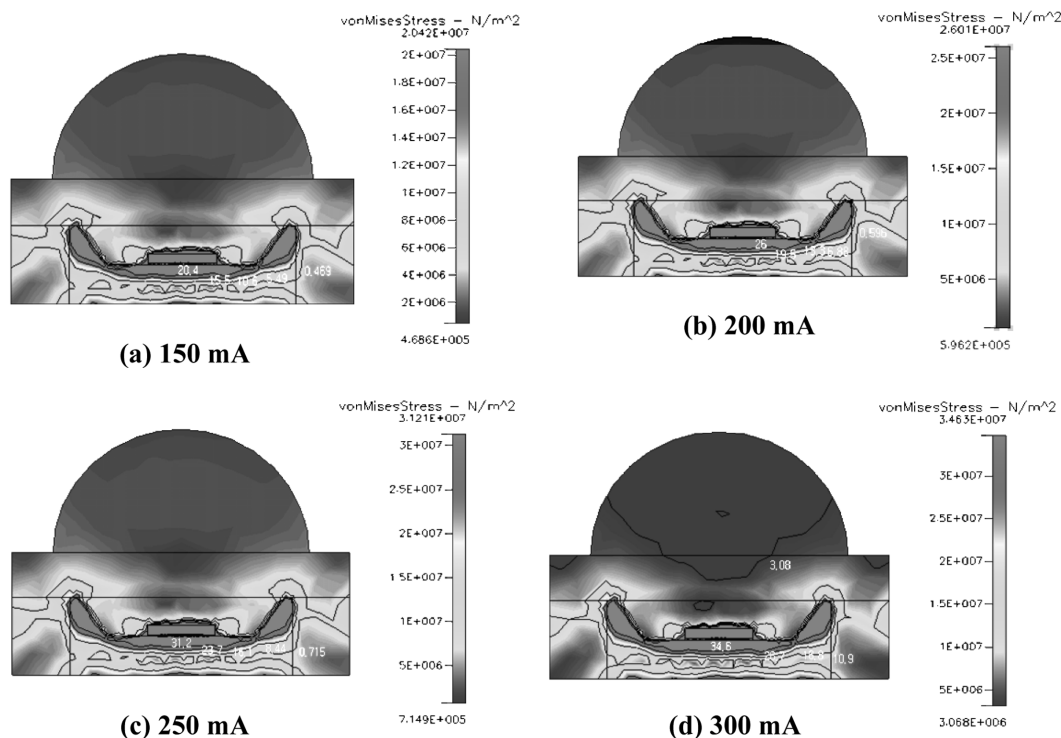 vonMisesStress – N/m^2
2.042E+007
2E+007
1.8E+007
1.6E+007
1.4E+007
1.2E+007
1E+007
8E+006
6E+006
4E+006
2E+006
4.686E+005
20.4
0.469
(a) 150 mA
vonMisesStress – N/m^2
2.601E+007
2.5E+007
2E+007
1.5E+007
1E+007
5E+006
5.962E+005
26
0.596
(b) 200 mA
vonMisesStress – N/m^2
3.121E+007
3E+007
2.5E+007
2E+007
1.5E+007
1E+007
5E+006
7.149E+005
31.2
23.7
0.715
(c) 250 mA
vonMisesStress – N/m^2
3.463E+007
3E+007
2.5E+007
2E+007
1.5E+007
1E+007
5E+006
3.068E+006
3.08
34.6
10.9
(d) 300 mA